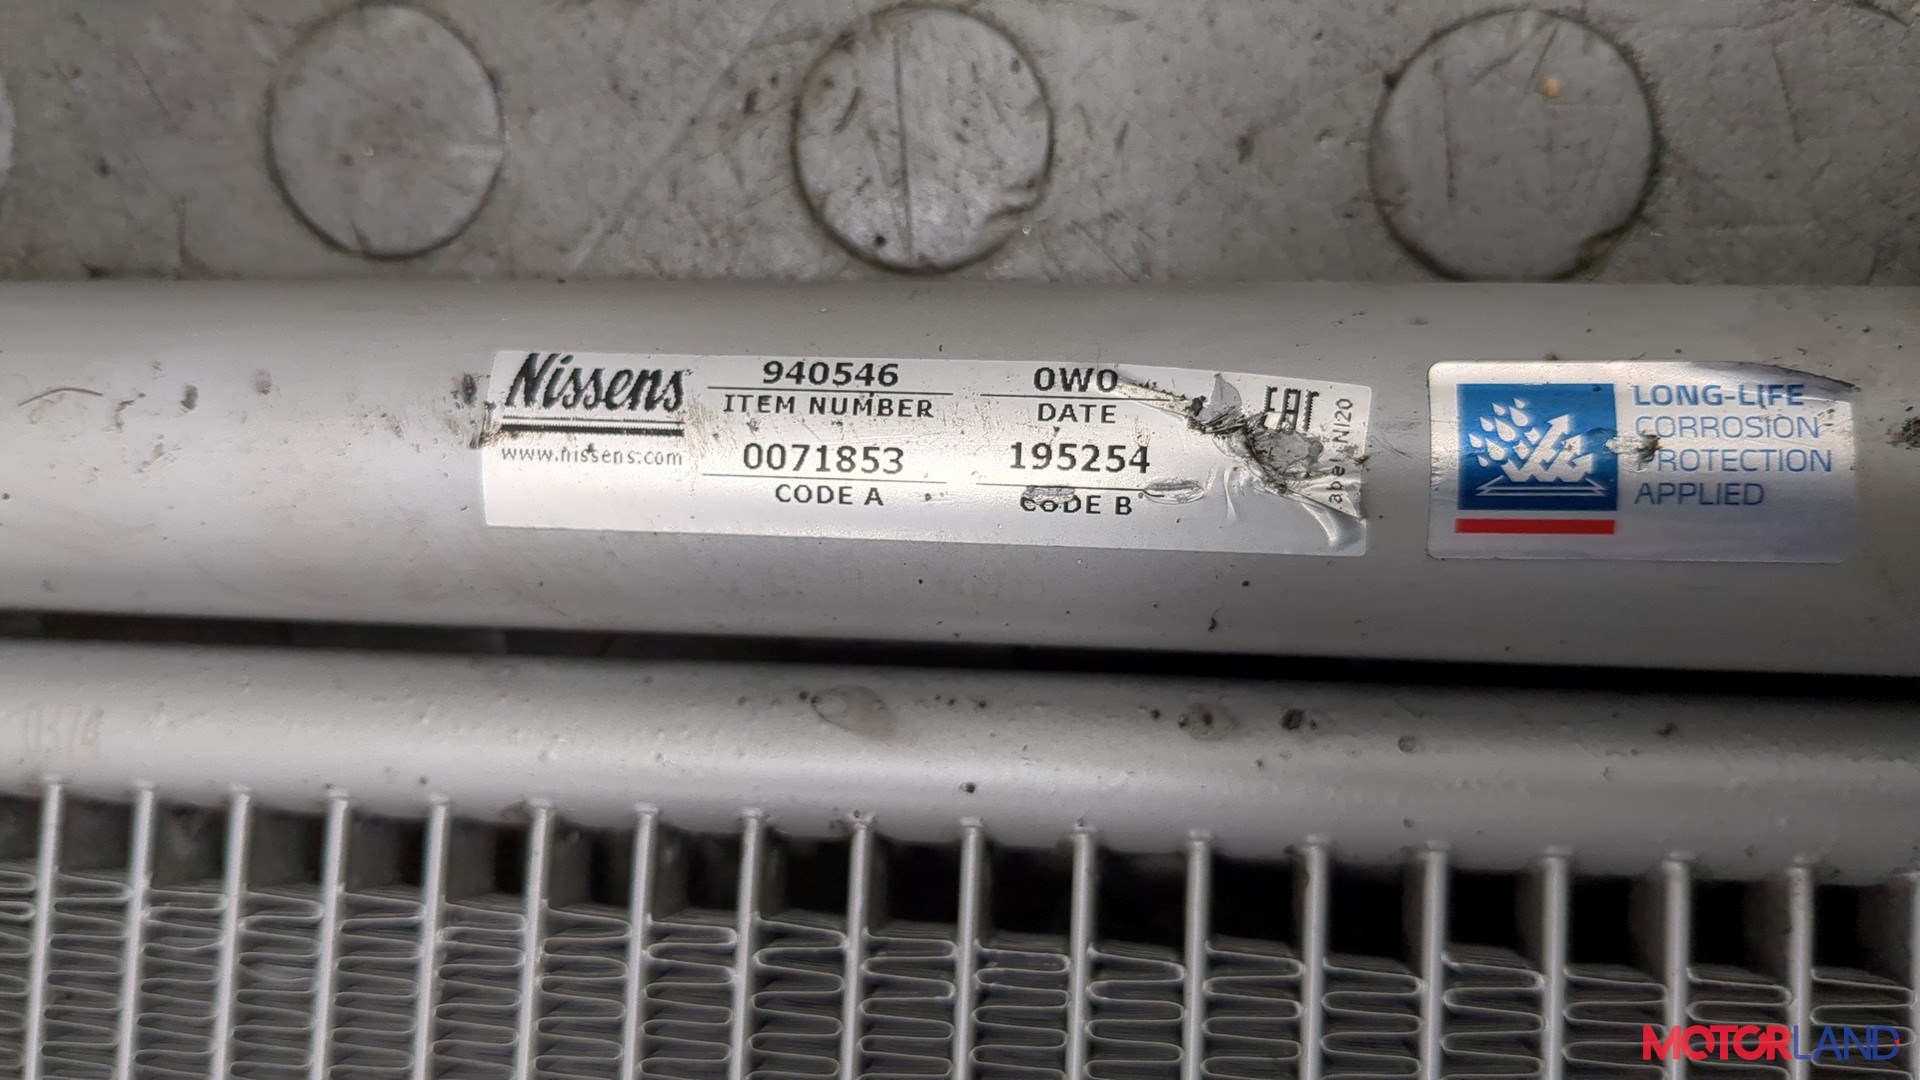 Nissens
www.nissens.com
940546
ITEM NUMBER
0071853
CODE A
0W0
DATE
195254
CODE B
EAC
NI20
LONG-LIFE
CORROSION
PROTECTION
APPLIED
MOTORLAND